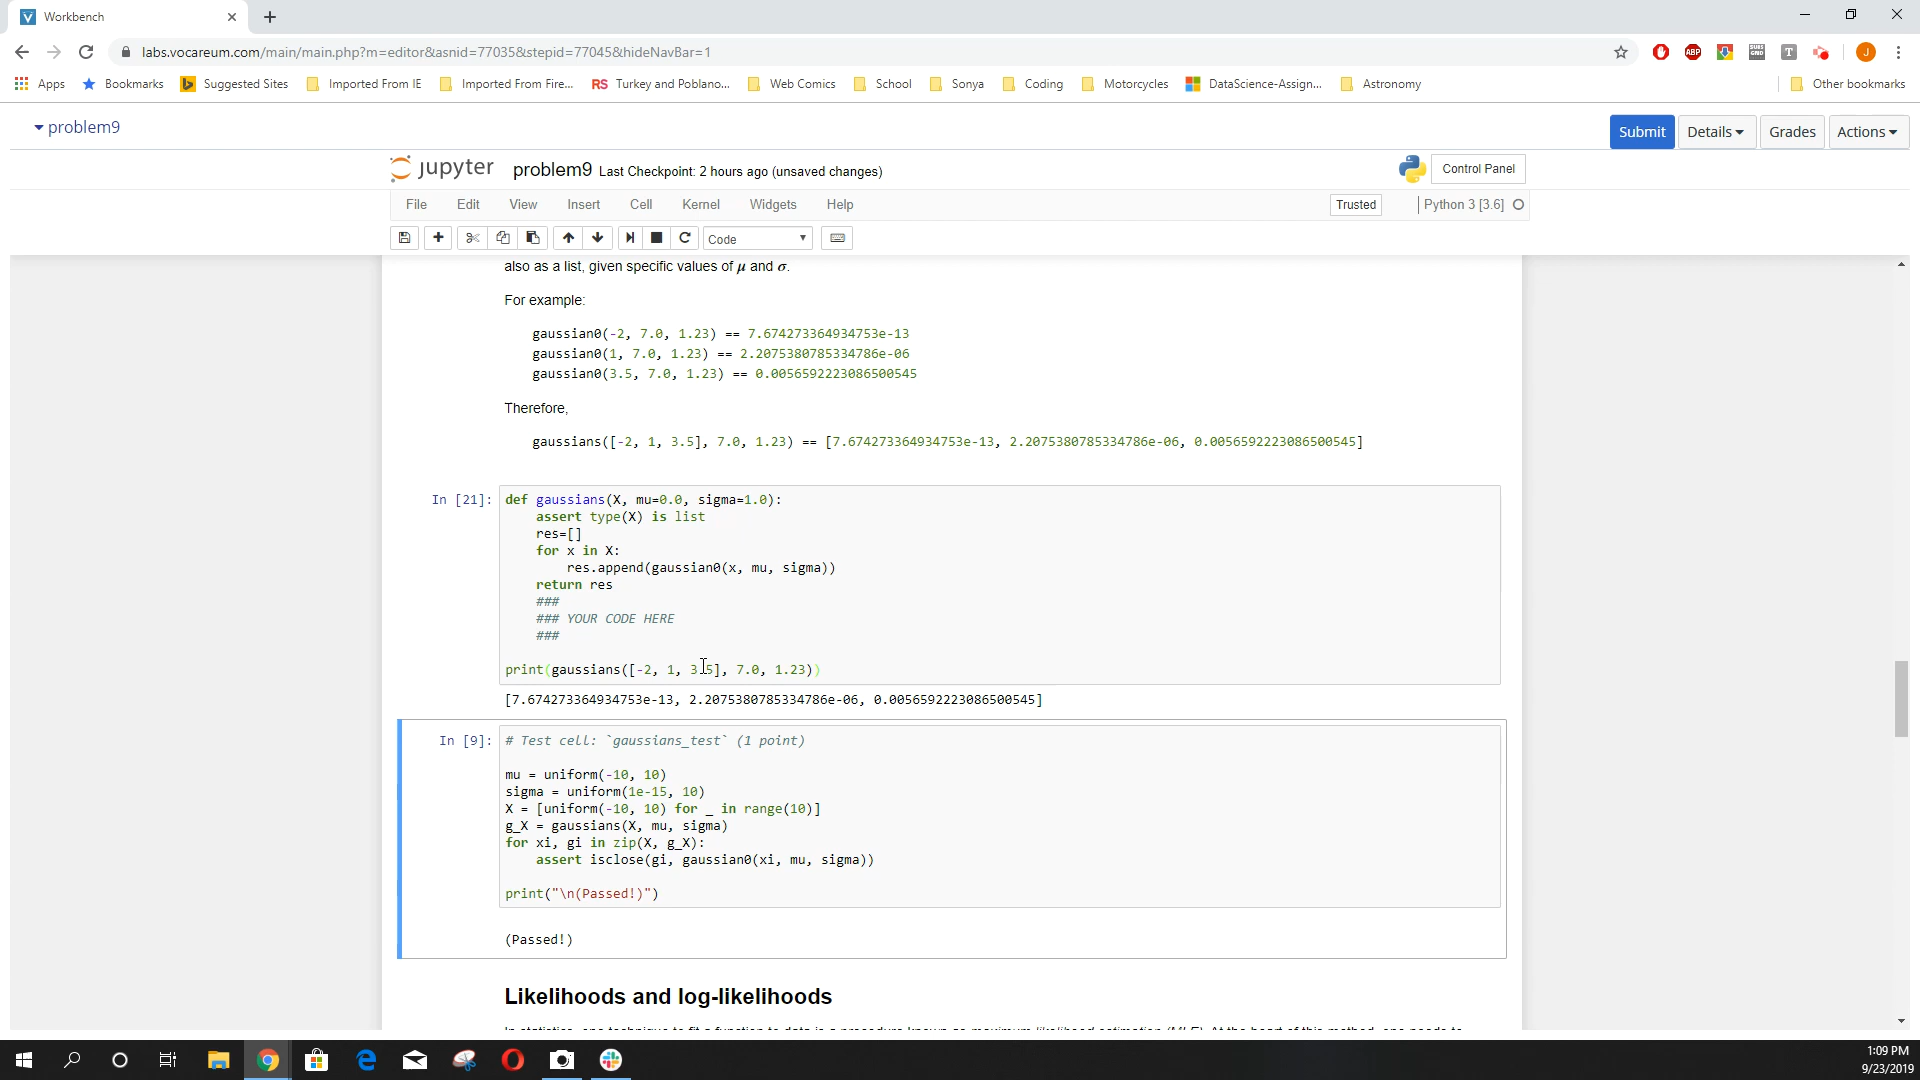 Workbench
labs.vocareum.com/main/main.php?m=editor&asnid=77035&stepid=77045&hideNavBar=1
Apps Bookmarks Suggested Sites Imported From IE Imported From Fire... RS Turkey and Poblano... Web Comics School Sonya Coding Motorcycles DataScience-Assign... Astronomy Other bookmarks
problem9
Submit Details Grades Actions
jupyter problem9 Last Checkpoint: 2 hours ago (unsaved changes) Control Panel
File Edit View Insert Cell Kernel Widgets Help Trusted Python 3 [3.6]
Code
also as a list, given specific values of μ and σ.
For example:
gaussian0(-2, 7.0, 1.23) == 7.674273364934753e-13
gaussian0(1, 7.0, 1.23) == 2.2075380785334786e-06
gaussian0(3.5, 7.0, 1.23) == 0.0056592223086500545
Therefore,
gaussians([-2, 1, 3.5], 7.0, 1.23) == [7.674273364934753e-13, 2.2075380785334786e-06, 0.0056592223086500545]
In [21]: def gaussians(X, mu=0.0, sigma=1.0):
assert type(X) is list
res=[]
for x in X:
res.append(gaussian0(x, mu, sigma))
return res
###
### YOUR CODE HERE
###
print(gaussians([-2, 1, 3.5], 7.0, 1.23))
[7.674273364934753e-13, 2.2075380785334786e-06, 0.0056592223086500545]
In [9]: # Test cell: `gaussians_test` (1 point)
mu = uniform(-10, 10)
sigma = uniform(1e-15, 10)
X = [uniform(-10, 10) for _ in range(10)]
g_X = gaussians(X, mu, sigma)
for xi, gi in zip(X, g_X):
assert isclose(gi, gaussian0(xi, mu, sigma))
print("\n(Passed!)")
(Passed!)
Likelihoods and log-likelihoods
1:09 PM
9/23/2019